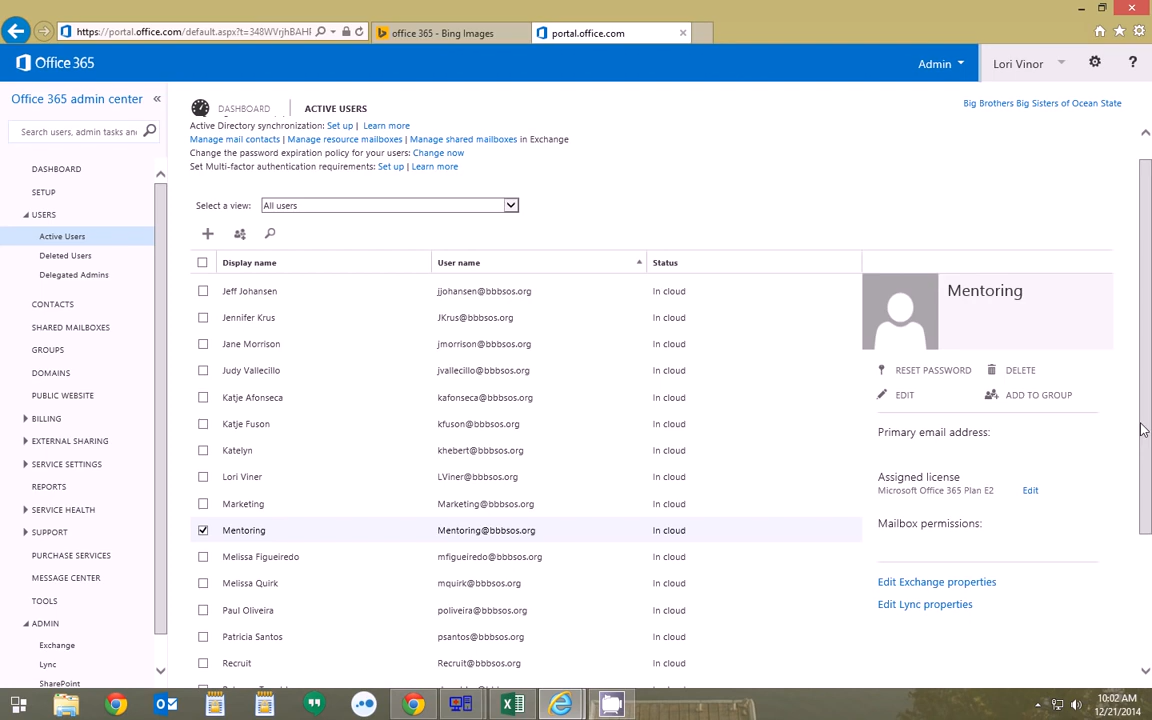 https://portal.office.com/default.aspx?t=348WVrjhBAHF
office 365 - Bing Images
portal.office.com
Office 365
Admin
Lori Vinor
?
Office 365 admin center
«
DASHBOARD
ACTIVE USERS
Big Brothers Big Sisters of Ocean State
Search users, admin tasks an
Active Directory synchronization: Set up | Learn more
Manage mail contacts | Manage resource mailboxes | Manage shared mailboxes in Exchange
Change the password expiration policy for your users: Change now
Set Multi-factor authentication requirements: Set up | Learn more
DASHBOARD
SETUP
USERS
Active Users
Deleted Users
Delegated Admins
CONTACTS
SHARED MAILBOXES
GROUPS
DOMAINS
PUBLIC WEBSITE
BILLING
EXTERNAL SHARING
SERVICE SETTINGS
REPORTS
SERVICE HEALTH
SUPPORT
PURCHASE SERVICES
MESSAGE CENTER
TOOLS
ADMIN
Exchange
Lync
SharePoint
Select a view: All users
Display name User name Status
Jeff Johansen jjohansen@bbbsos.org In cloud
Jennifer Krus JKrus@bbbsos.org In cloud
Jane Morrison jmorrison@bbbsos.org In cloud
Judy Vallecillo jvallecillo@bbbsos.org In cloud
Katje Afonseca kafonseca@bbbsos.org In cloud
Katje Fuson kfuson@bbbsos.org In cloud
Katelyn khebert@bbbsos.org In cloud
Lori Viner LViner@bbbsos.org In cloud
Marketing Marketing@bbbsos.org In cloud
Mentoring Mentoring@bbbsos.org In cloud
Melissa Figueiredo mfigueiredo@bbbsos.org In cloud
Melissa Quirk mquirk@bbbsos.org In cloud
Paul Oliveira poliveira@bbbsos.org In cloud
Patricia Santos psantos@bbbsos.org In cloud
Recruit Recruit@bbbsos.org In cloud
Mentoring
RESET PASSWORD
DELETE
EDIT
ADD TO GROUP
Primary email address:
Assigned license
Microsoft Office 365 Plan E2 Edit
Mailbox permissions:
Edit Exchange properties
Edit Lync properties
10:02 AM
12/21/2014